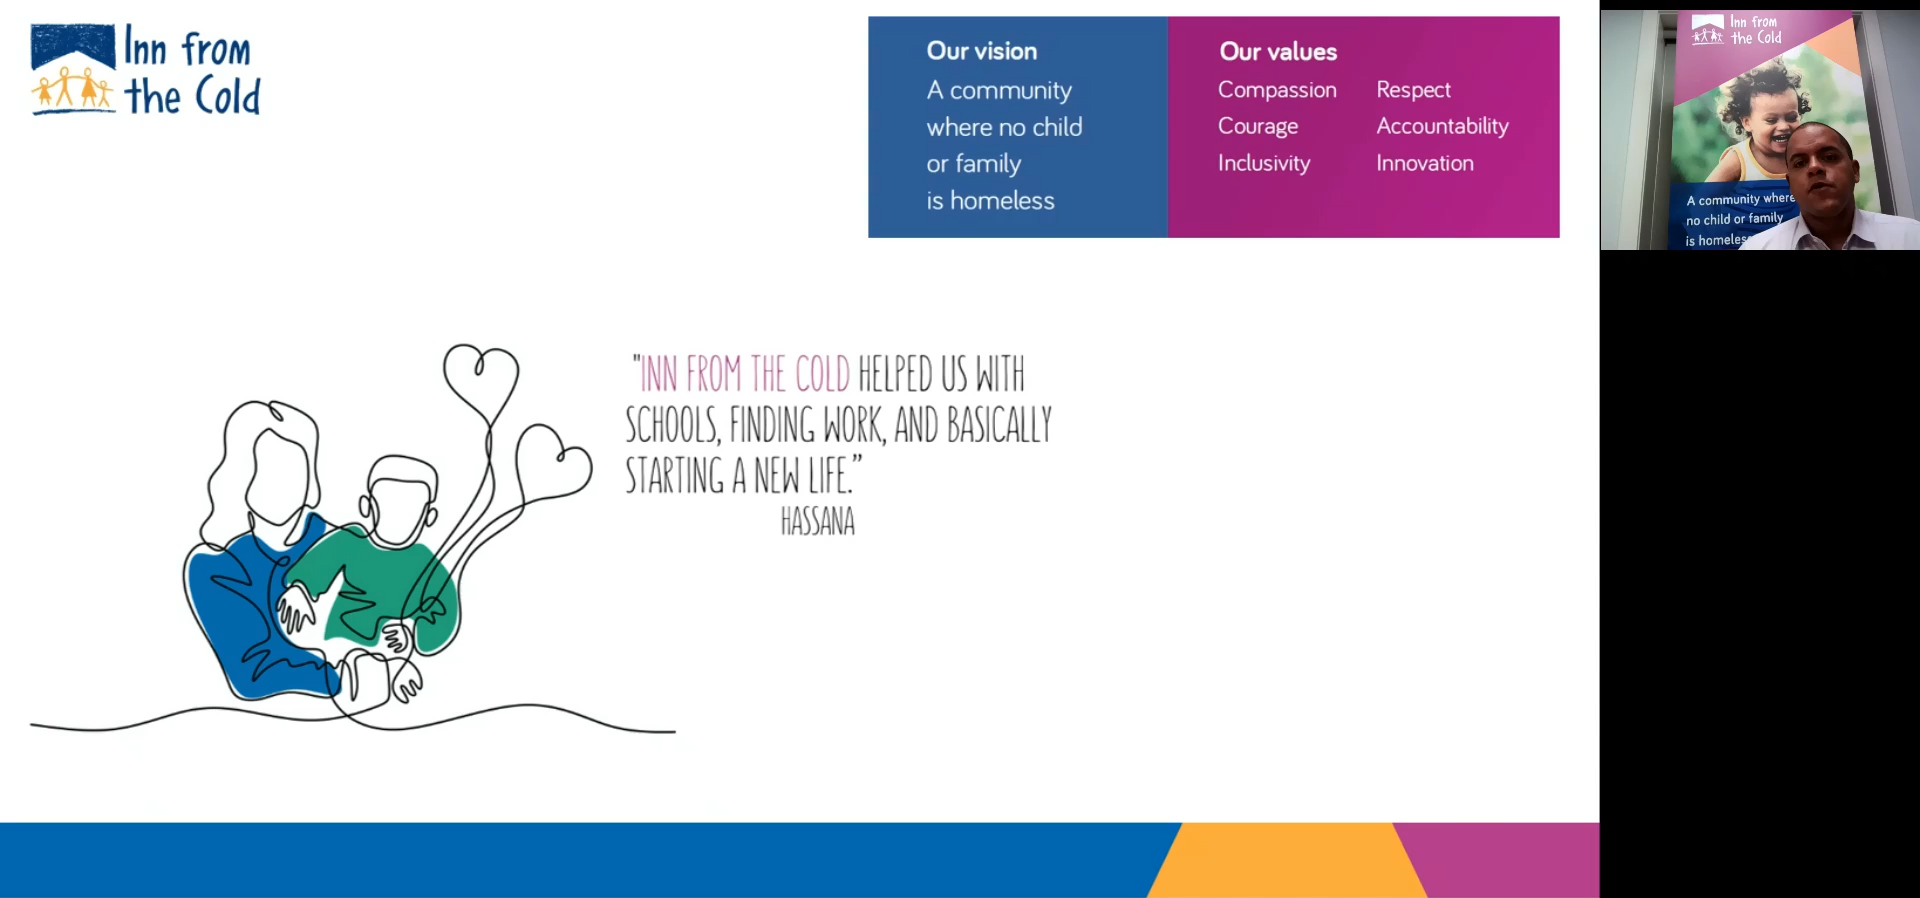 Inn from
the Cold
Our vision
A community
where no child
or family
is homeless
Our values
Compassion Respect
Courage Accountability
Inclusivity Innovation
"INN FROM THE COLD HELPED US WITH
SCHOOLS, FINDING WORK, AND BASICALLY
STARTING A NEW LIFE.”
HASSANA
Inn from
the Cold
A community where
no child or family
is homeless